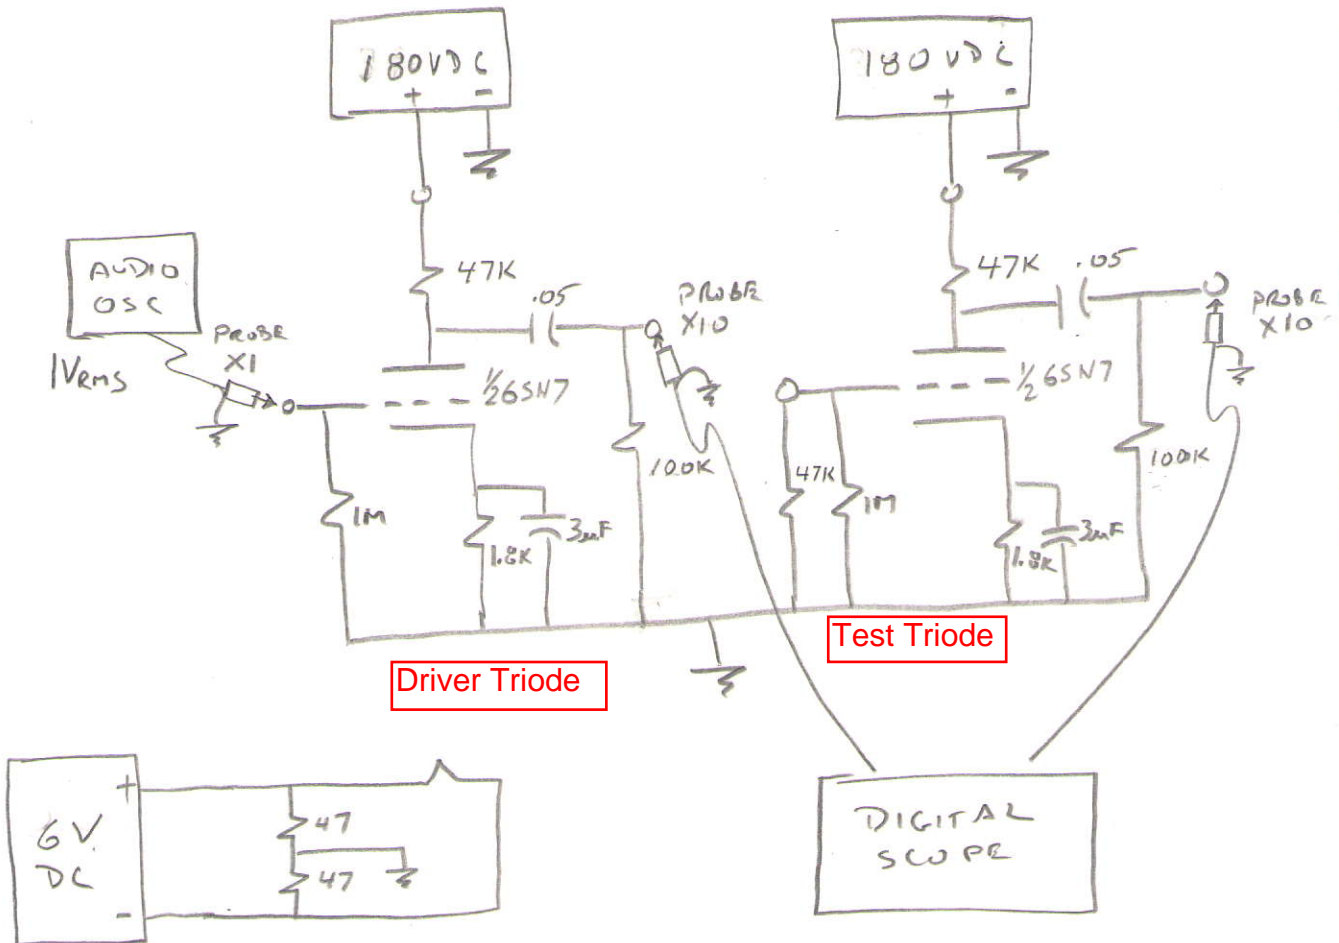 180VDC
+ -
180VDC
+ -
AUDIO
OSC
1VRMS
PROBE
X1
47K
.05
PROBE
X10
1/2 6SN7
1M
1.8K
3uF
100K
47K
.05
PROBE
X10
1/2 6SN7
47K
1M
1.8K
3uF
100K
Driver Triode
Test Triode
6V
DC
+
-
47
47
DIGITAL
SCOPE